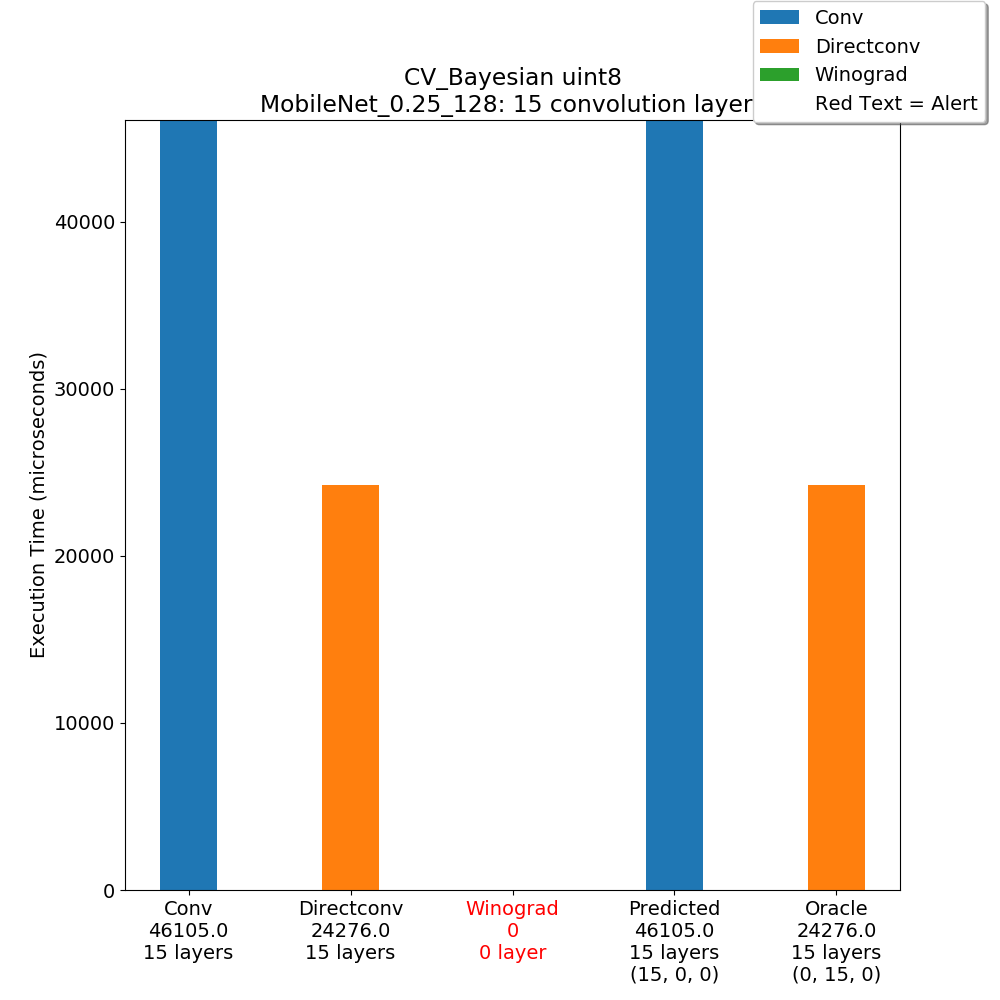 Conv
Directconv
Winograd
Red Text = Alert
CV_Bayesian uint8
MobileNet_0.25_128: 15 convolution layer
Execution Time (microseconds)
40000
30000
20000
10000
0
Conv
46105.0
15 layers
Directconv
24276.0
15 layers
Winograd
0
0 layer
Predicted
46105.0
15 layers
(15, 0, 0)
Oracle
24276.0
15 layers
(0, 15, 0)